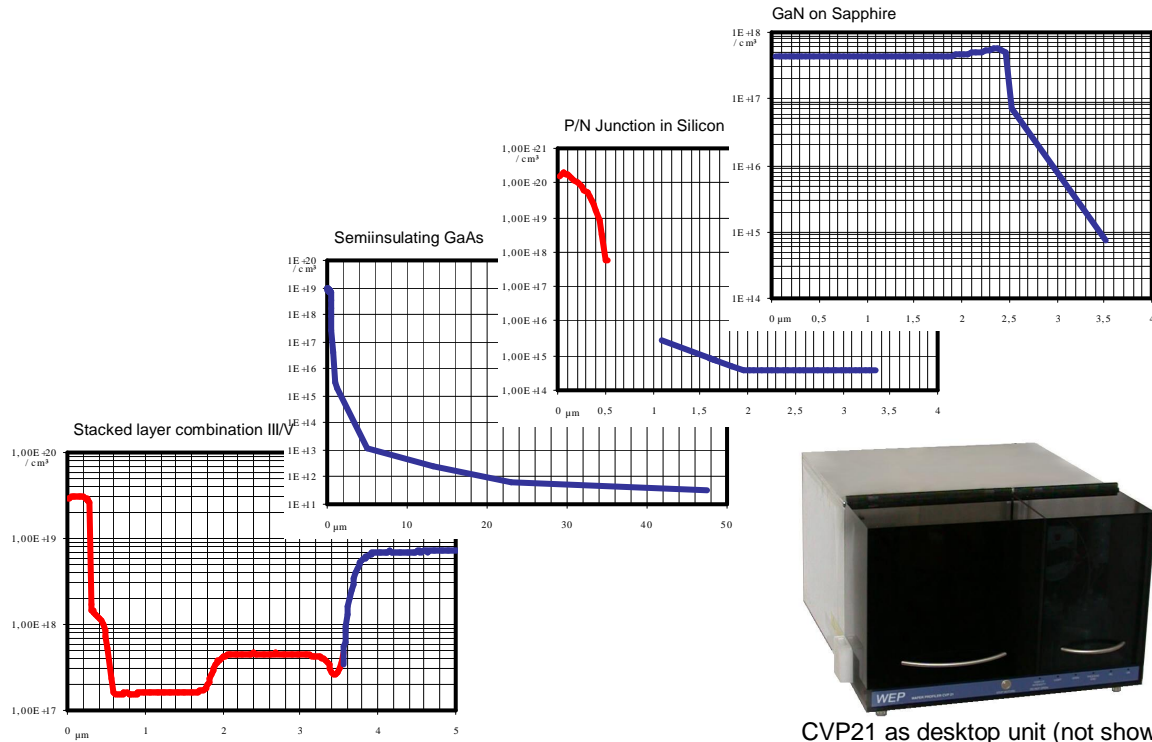 GaN on Sapphire
1E+18
/ cm³
1E+17
1E+16
1E+15
1E+14
0 µm 0,5 1 1,5 2 2,5 3 3,5 4
P/N Junction in Silicon
1,00E+21
/ cm³
1,00E+20
1,00E+19
1,00E+18
1,00E+17
1,00E+16
1,00E+15
1,00E+14
0 µm 0,5 1 2 2,5 3 3,5 4
Semiinsulating GaAs
1E+20
/ cm³
1E+19
1E+18
1E+17
1E+16
1E+15
1E+14
1E+13
1E+12
1E+11
0 µm 10 20 30 40 50
Stacked layer combination III/V
1,00E+20
/ cm³
1,00E+19
1,00E+18
1,00E+17
0 µm 1 2 3 4 5
WEP
WAFER PROFILER CVP 21
CVP21 as desktop unit (not show